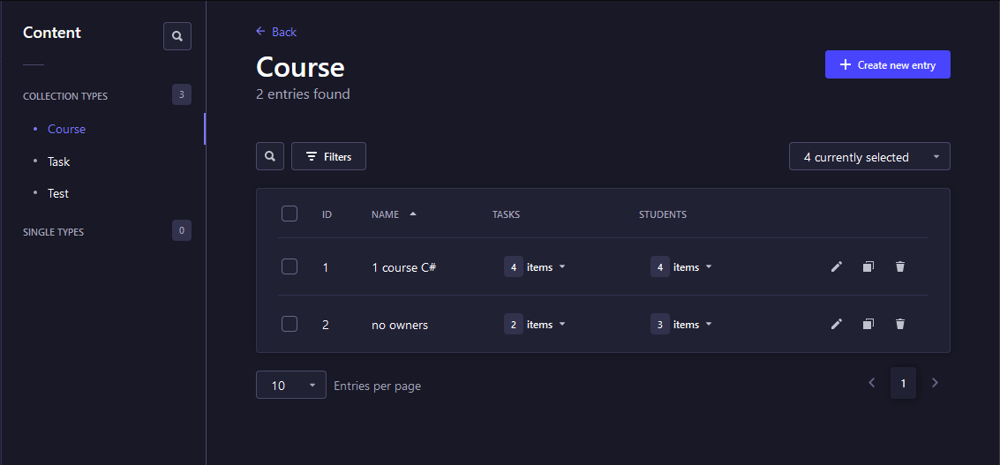 Content
COLLECTION TYPES 3
Course
Task
Test
SINGLE TYPES 0
Back
Course
2 entries found
Create new entry
Filters
4 currently selected
ID NAME TASKS STUDENTS
1 1 course C# 4 items 4 items
2 no owners 2 items 3 items
10 Entries per page
1